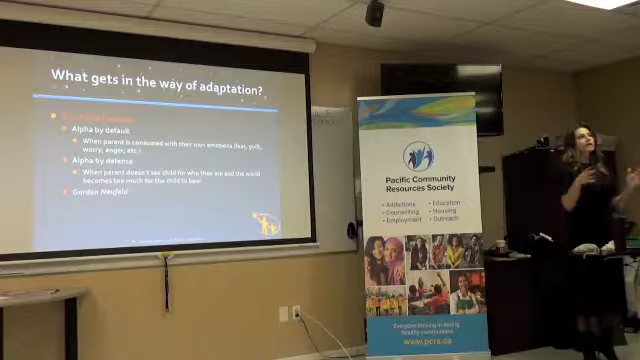 What gets in the way of adaptation?
Alpha by default
When parent is consumed with their own emotions (fear, guilt,
worry, anger, etc.)
Alpha by defense
When parent doesn't see child for who they are and the world
becomes too much for the child to bear
Gordon Neufeld
Pacific Community
Resources Society
• Addictions
• Counselling
• Employment
• Education
• Housing
• Outreach
Everyone thriving in strong,
healthy communities.
www.pcrs.ca